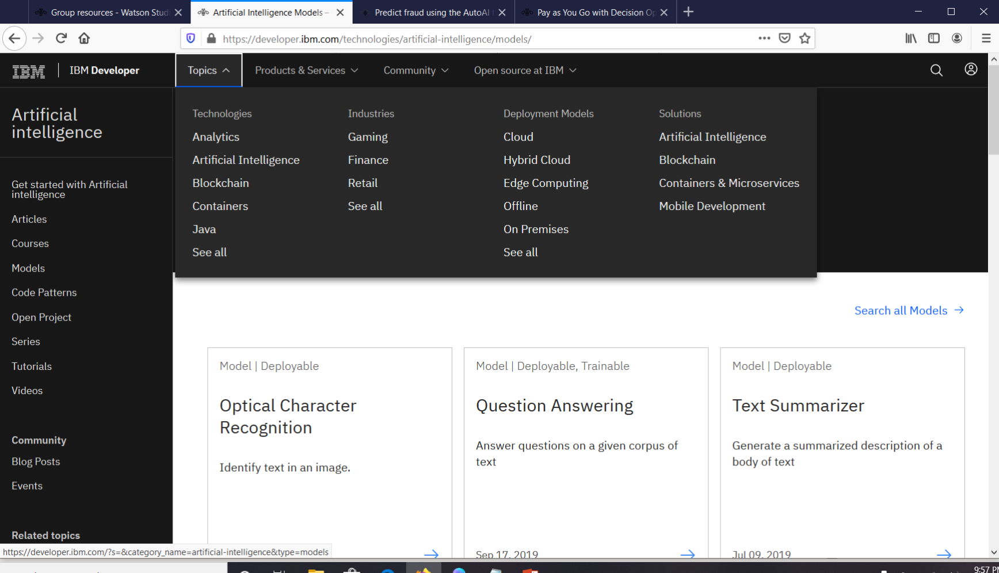 Group resources - Watson Studi
Artificial Intelligence Models –
Predict fraud using the AutoAI
Pay as You Go with Decision Op
https://developer.ibm.com/technologies/artificial-intelligence/models/
IBM
IBM Developer
Topics
Products & Services
Community
Open source at IBM
Artificial
intelligence
Get started with Artificial
intelligence
Articles
Courses
Models
Code Patterns
Open Project
Series
Tutorials
Videos
Community
Blog Posts
Events
Related topics
Technologies
Analytics
Artificial Intelligence
Blockchain
Containers
Java
See all
Industries
Gaming
Finance
Retail
See all
Deployment Models
Cloud
Hybrid Cloud
Edge Computing
Offline
On Premises
See all
Solutions
Artificial Intelligence
Blockchain
Containers & Microservices
Mobile Development
Search all Models
Model | Deployable
Optical Character
Recognition
Identify text in an image.
Model | Deployable, Trainable
Question Answering
Answer questions on a given corpus of
text
Sep 17, 2019
Model | Deployable
Text Summarizer
Generate a summarized description of a
body of text
Jul 09, 2019
https://developer.ibm.com/?s=&category_name=artificial-intelligence&type=models
9:57 PM